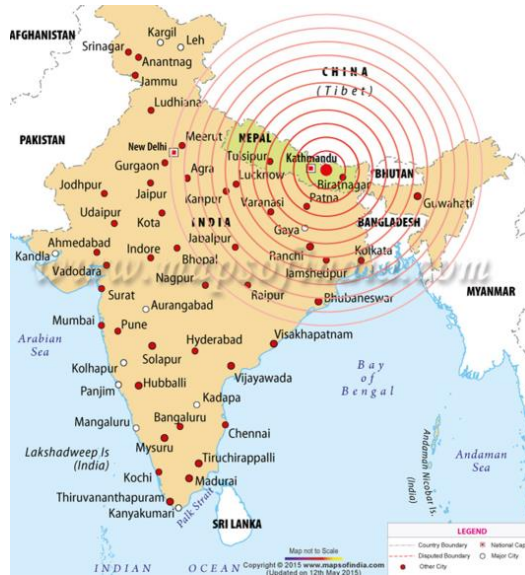 AFGHANISTAN
Kargil
Leh
Srinagar
Anantnag
Jammu
CHINA
(Tibet)
Ludhiana
PAKISTAN
New Delhi
Meerut
NEPAL
Gurgaon
Tulsipur
Kathmandu
BHUTAN
Agra
Lucknow
Biratnagar
Jodhpur
Jaipur
Kanpur
Patna
Guwahati
Udaipur
Kota
Varanasi
INDIA
Gaya
BANGLADESH
Ahmedabad
Kandla
Indore
Jabalpur
Bhopal
Ranchi
Kolkata
www.mapsofindia.com
Vadodara
Nagpur
Jamshedpur
Surat
Raipur
Bhubaneswar
MYANMAR
Aurangabad
Mumbai
Pune
Arabian
Sea
Hyderabad
Visakhapatnam
Solapur
Bay
of
Bengal
Kolhapur
Vijayawada
Panjim
Hubballi
Kadapa
Mangaluru
Bengaluru
Chennai
Mysuru
Lakshadweep Is
(India)
Andaman Nicobar Is.
(India)
Andaman
Sea
Tiruchirappalli
Kochi
Madurai
Thiruvananthapuram
Palk Strait
Kanyakumari
SRI LANKA
LEGEND
Country Boundary
National Cap
Disputed Boundary
Major City
Other City
Map not to Scale
Copyright © 2015 www.mapsofindia.com
(Updated on 12th May 2015)
INDIAN OCEAN